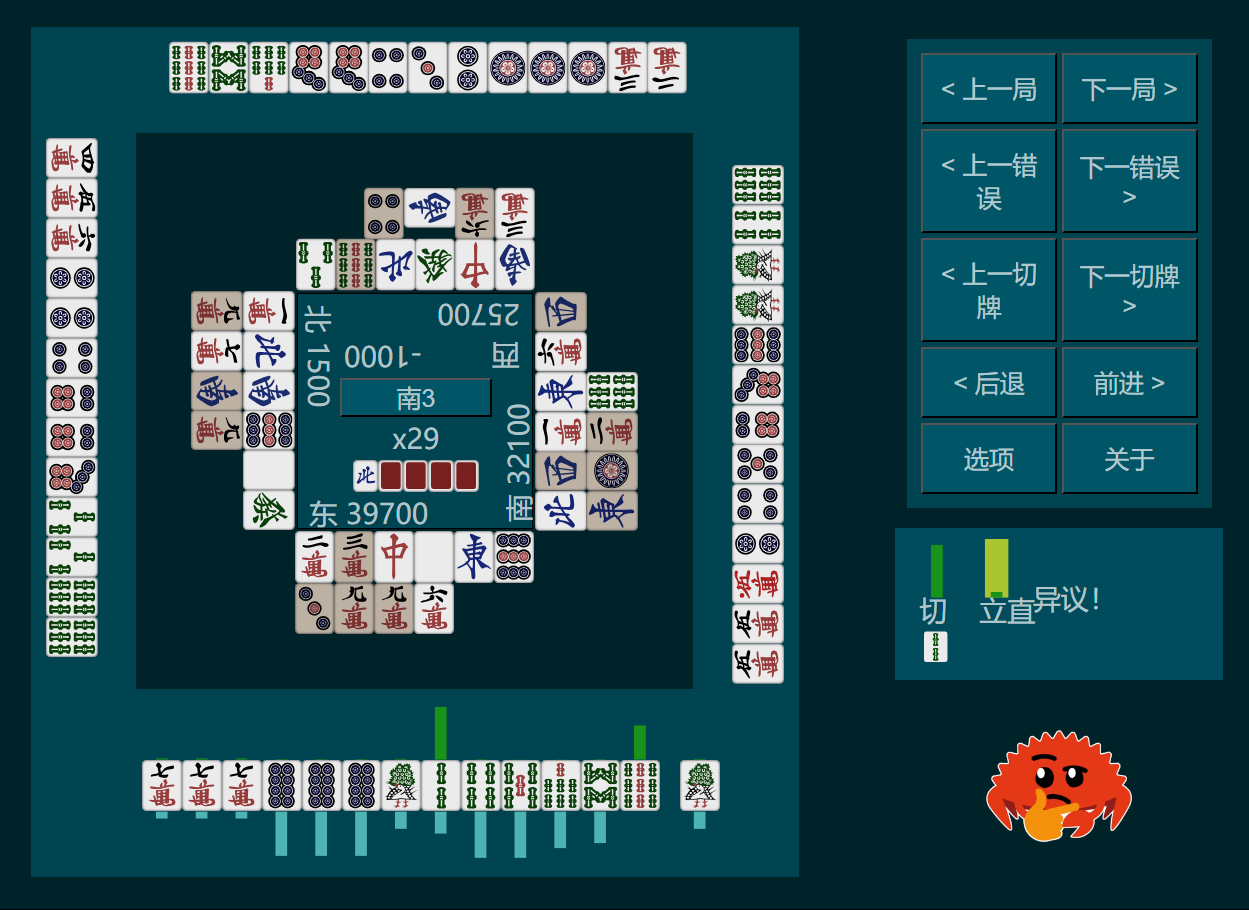 25700
西
-1000
北 1500
南3
x29
南 32100
东 39700
< 上一局
下一局 >
< 上一错
误
下一错误
>
< 上一切
牌
下一切牌
>
< 后退
前进 >
选项
关于
切
立直
异议！